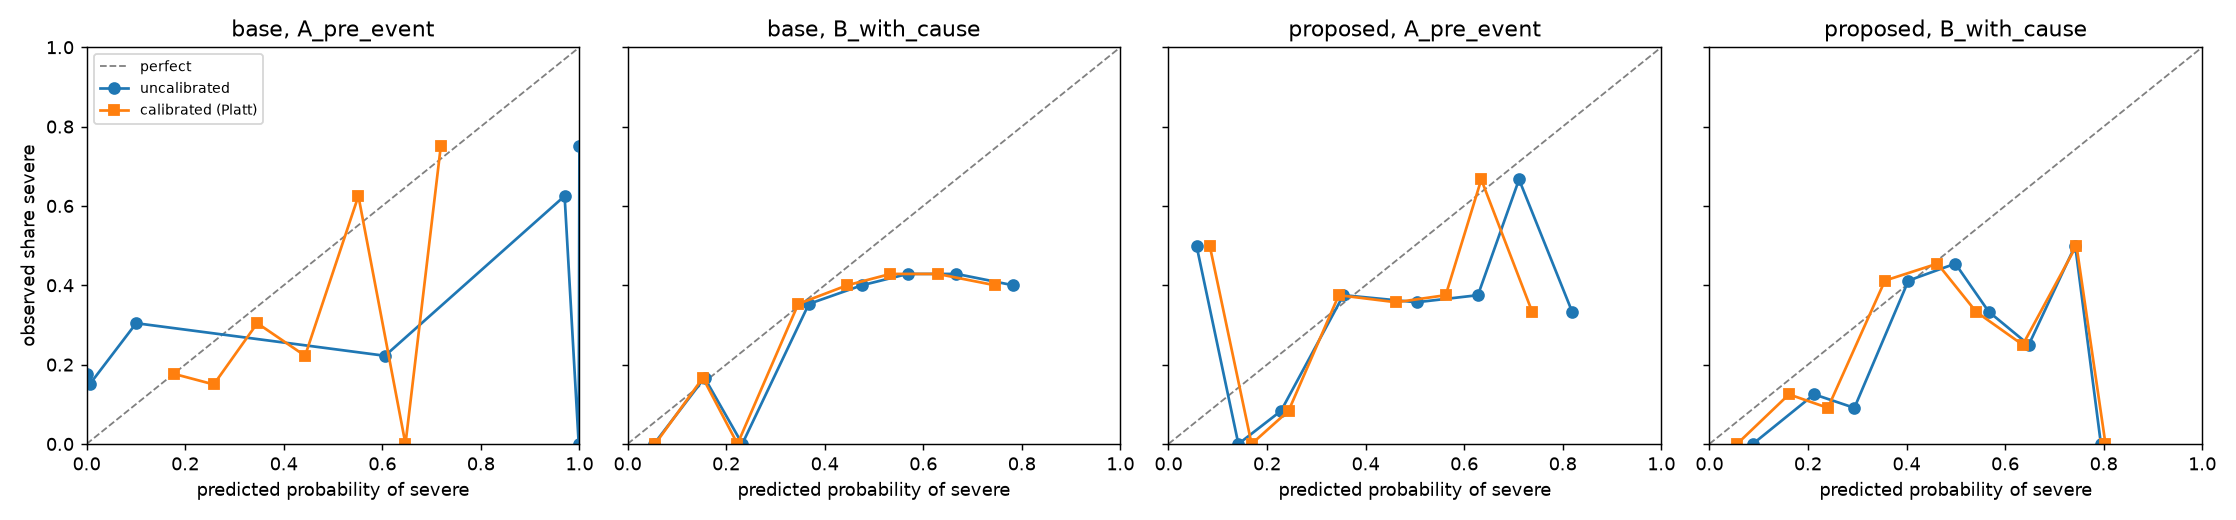 base, A_pre_event
base, B_with_cause
proposed, A_pre_event
proposed, B_with_cause
perfect
uncalibrated
calibrated (Platt)
observed share severe
1.0
0.8
0.6
0.4
0.2
0.0
0.0 0.2 0.4 0.6 0.8 1.0
0.0 0.2 0.4 0.6 0.8 1.0
0.0 0.2 0.4 0.6 0.8 1.0
0.0 0.2 0.4 0.6 0.8 1.0
predicted probability of severe
predicted probability of severe
predicted probability of severe
predicted probability of severe